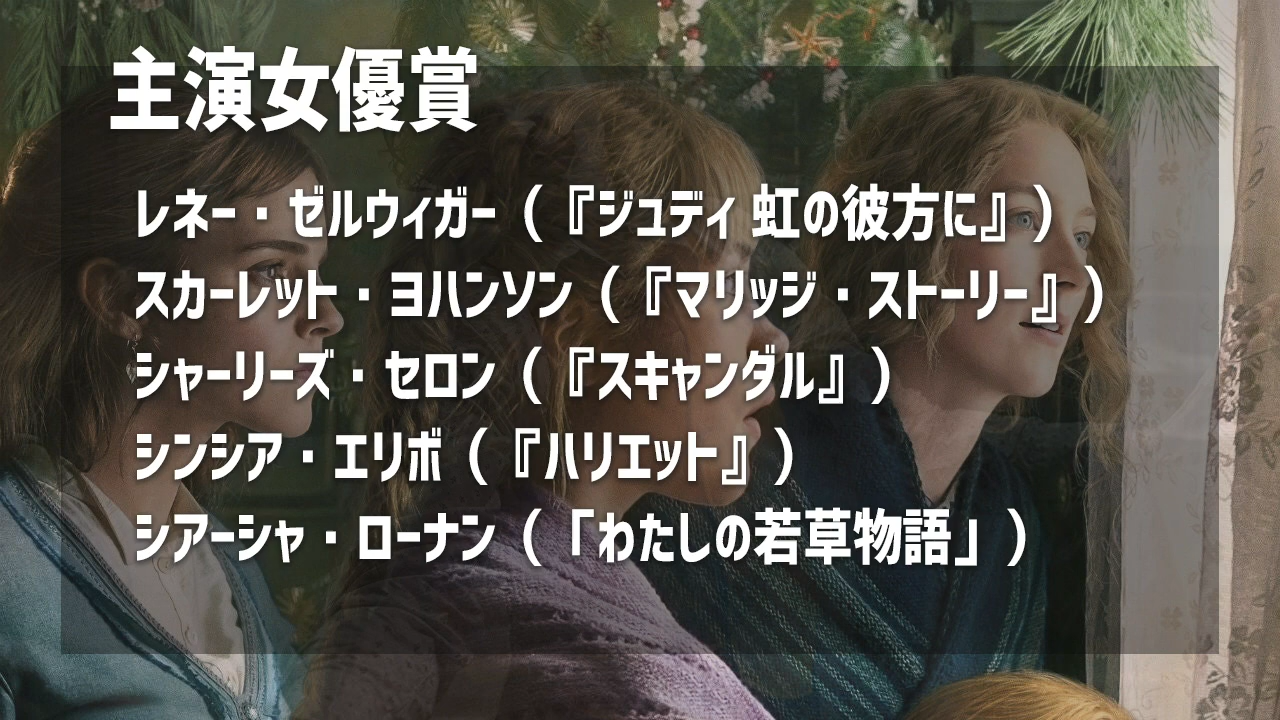 主演女優賞
レネー・ゼルウィガー（『ジュディ 虹の彼方に』）
スカーレット・ヨハンソン（『マリッジ・ストーリー』）
シャーリーズ・セロン（『スキャンダル』）
シンシア・エリボ（『ハリエット』）
シアーシャ・ローナン（「わたしの若草物語」）